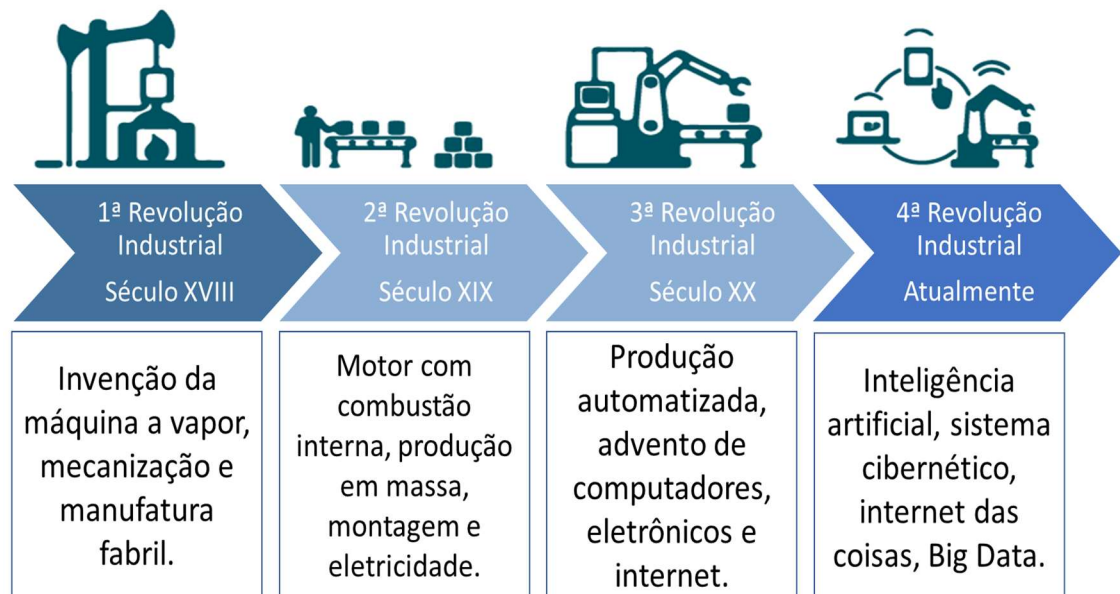 1ª Revolução
Industrial
Século XVIII
2ª Revolução
Industrial
Século XIX
3ª Revolução
Industrial
Século XX
4ª Revolução
Industrial
Atualmente
Invenção da
máquina a vapor,
mecanização e
manufatura
fabril.
Motor com
combustão
interna, produção
em massa,
montagem e
eletricidade.
Produção
automatizada,
advento de
computadores,
eletrônicos e
internet.
Inteligência
artificial, sistema
cibernético,
internet das
coisas, Big Data.